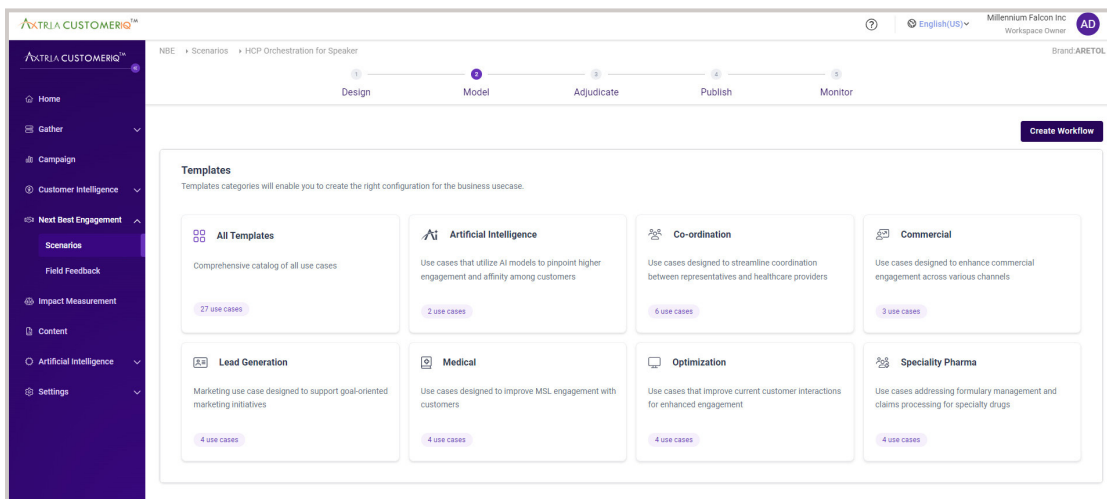 AXTRIA CUSTOMERIQ™
English(US)
Millennium Falcon Inc
Workspace Owner
AD
AXTRIA CUSTOMERIQ™
NBE
Scenarios
HCP Orchestration for Speaker
Brand:ARETOL
1
2
3
4
5
Design
Model
Adjudicate
Publish
Monitor
Home
Gather
Campaign
Customer Intelligence
Next Best Engagement
Scenarios
Field Feedback
Impact Measurement
Content
Artificial Intelligence
Settings
Create Workflow
Templates
Templates categories will enable you to create the right configuration for the business usecase.
All Templates
Comprehensive catalog of all use cases
27 use cases
Artificial Intelligence
Use cases that utilize AI models to pinpoint higher
engagement and affinity among customers
2 use cases
Co-ordination
Use cases designed to streamline coordination
between representatives and healthcare providers
6 use cases
Commercial
Use cases designed to enhance commercial
engagement across various channels
3 use cases
Lead Generation
Marketing use case designed to support goal-oriented
marketing initiatives
4 use cases
Medical
Use cases designed to improve MSL engagement with
customers
4 use cases
Optimization
Use cases that improve current customer interactions
for enhanced engagement
4 use cases
Speciality Pharma
Use cases addressing formulary management and
claims processing for specialty drugs
4 use cases